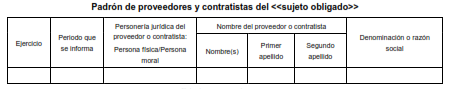 Padrón de proveedores y contratistas del <<sujeto obligado>>
Ejercicio
Periodo que
se informa
Personería jurídica del
proveedor o contratista:
Persona física/Persona
moral
Nombre del proveedor o contratista
Nombre(s)
Primer
apellido
Segundo
apellido
Denominación o razón
social